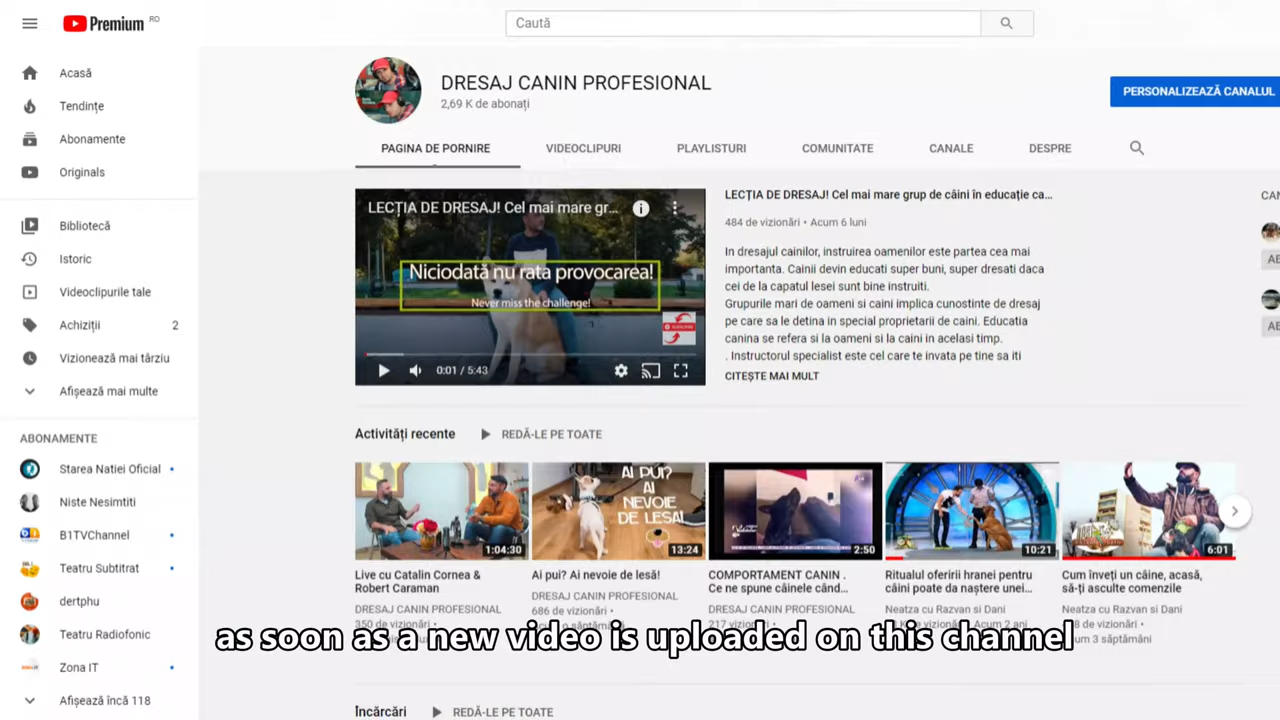 Premium RO
Caută
Acasă
Tendințe
Abonamente
Originals
Bibliotecă
Istoric
Videoclipurile tale
Achiziții 2
Vizionează mai târziu
Afișează mai multe
ABONAMENTE
Starea Natiei Oficial
Niste Nesimtiti
B1TVChannel
Teatru Subtitrat
dertphu
Teatru Radiofonic
Zona IT
Afișează încă 118
DRESAJ CANIN PROFESIONAL
2,69 K de abonați
PERSONALIZEAZĂ CANALUL
PAGINA DE PORNIRE VIDEOCLIPURI PLAYLISTURI COMUNITATE CANALE DESPRE
LECȚIA DE DRESAJ! Cel mai mare gr...
Niciodată nu rata provocarea!
Never miss the challenge!
SUBSCRIBE
0:01 / 5:43
LECȚIA DE DRESAJ! Cel mai mare grup de câini în educație ca...
484 de vizionări • Acum 6 luni
In dresajul cainilor, instruirea oamenilor este partea cea mai
importanta. Cainii devin educati super buni, super dresati daca
cei de la capatul lesei sunt bine instruiti.
Grupurile mari de oameni si caini implica cunostinte de dresaj
pe care sa le detina in special proprietarii de caini. Educatia
canina se refera si la oameni si la caini in acelasi timp.
. Instructorul specialist este cel care te invata pe tine sa iti
CITEȘTE MAI MULT
CAN
AB
AB
Activități recente REDĂ-LE PE TOATE
1:04:30
AI PUI?
AI
NEVOIE
DE LESA!
13:24
2:50
10:21
6:01
Live cu Catalin Cornea &
Robert Caraman
DRESAJ CANIN PROFESIONAL
350 de vizionări •
Ai pui? Ai nevoie de lesă!
DRESAJ CANIN PROFESIONAL
686 de vizionări •
COMPORTAMENT CANIN .
Ce ne spune câinele când...
DRESAJ CANIN PROFESIONAL
217 vizionări •
Ritualul oferirii hranei pentru
câini poate da naștere unei...
Neatza cu Razvan si Dani
Acum 2 ani
Cum înveți un câine, acasă,
să-ți asculte comenzile
Neatza cu Razvan si Dani
de vizionări •
3 săptămâni
as soon as a new video is uploaded on this channel
Încărcări REDĂ-LE PE TOATE